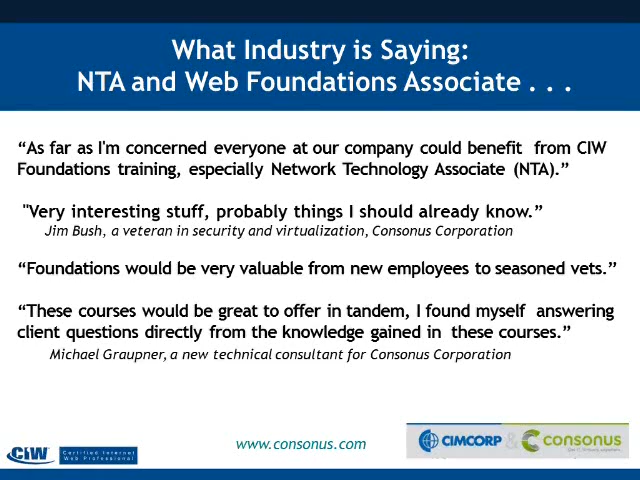 What Industry is Saying:
NTA and Web Foundations Associate . . .
“As far as I'm concerned everyone at our company could benefit from CIW
Foundations training, especially Network Technology Associate (NTA).”
"Very interesting stuff, probably things I should already know.”
Jim Bush, a veteran in security and virtualization, Consonus Corporation
“Foundations would be very valuable from new employees to seasoned vets.”
“These courses would be great to offer in tandem, I found myself answering
client questions directly from the knowledge gained in these courses.”
Michael Graupner, a new technical consultant for Consonus Corporation
CIW
Certified Internet
Web Professional
www.consonus.com
CIMCORP & consonus